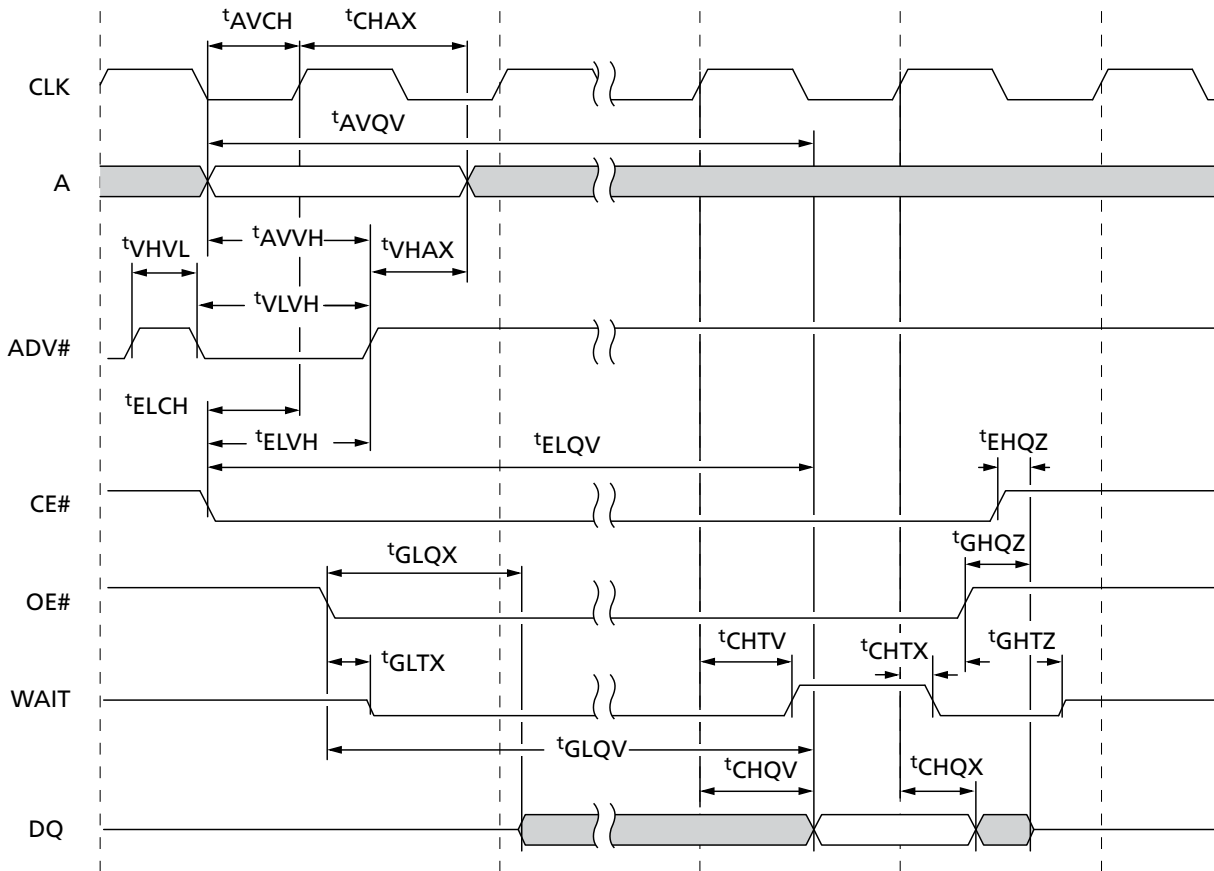 tAVCH tCHAX
CLK
tAVQV
A
tAVVH
tVHVL tVHAX
tVLVH
ADV#
tELCH
tELVH tELQV tEHQZ
CE#
tGLQX tGHQZ
OE#
tCHTV tCHTX tGHTZ
tGLTX
WAIT
tGLQV
tCHQV tCHQX
DQ